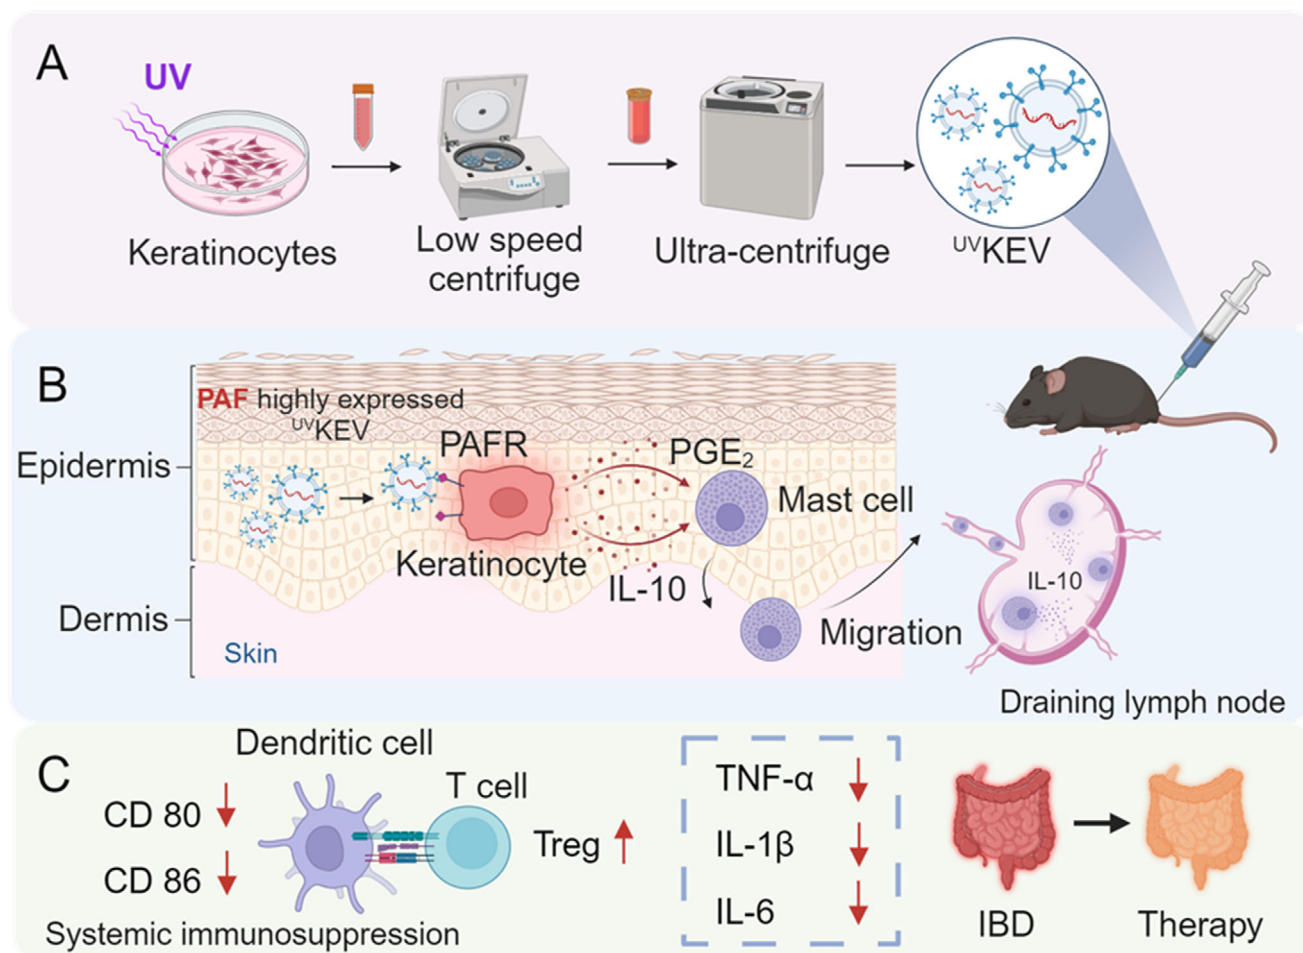 A
UV
Keratinocytes
Low speed
centrifuge
Ultra-centrifuge
ᵁⱽKEV
B
PAF highly expressed
ᵁⱽKEV
Epidermis
PAFR
PGE₂
Mast cell
Keratinocyte
IL-10
Dermis
Migration
Skin
IL-10
Draining lymph node
C
Dendritic cell
T cell
CD 80
CD 86
Treg
Systemic immunosuppression
TNF-α
IL-1β
IL-6
IBD
Therapy